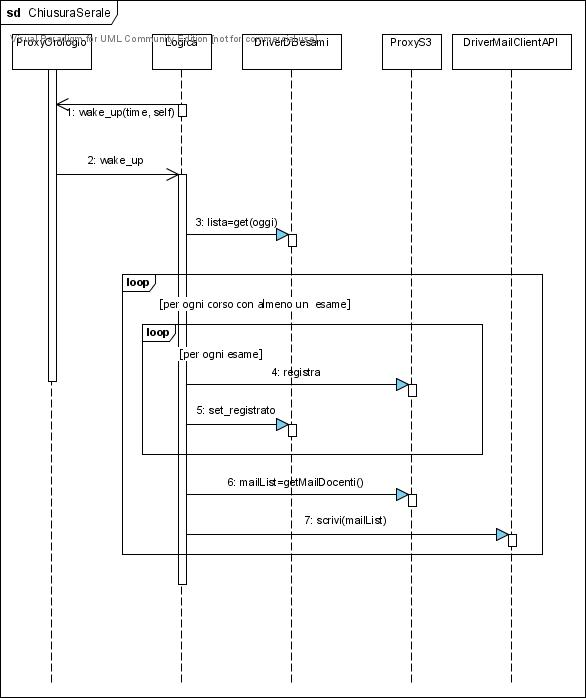 sd ChiusuraSerale
Visual Paradigm for UML Community Edition [not for commercial use]
ProxyOrologio
Logica
DriverDBesami
ProxyS3
DriverMailClientAPI
1: wake_up(time, self)
2: wake_up
3: lista=get(oggi)
loop
[per ogni corso con almeno un esame]
loop
[per ogni esame]
4: registra
5: set_registrato
6: mailList=getMailDocenti()
7: scrivi(mailList)